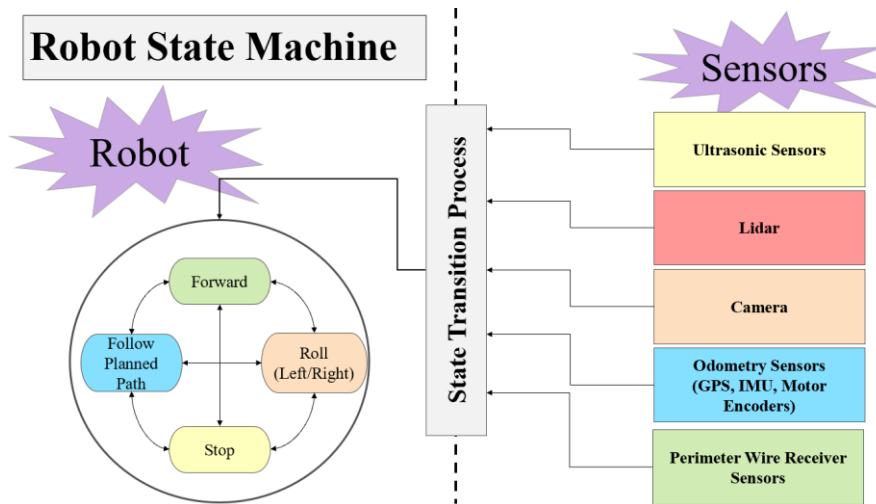 Robot State Machine
Sensors
Robot
State Transition Process
Ultrasonic Sensors
Lidar
Camera
Odometry Sensors
(GPS, IMU, Motor
Encoders)
Perimeter Wire Receiver
Sensors
Forward
Follow
Planned
Path
Roll
(Left/Right)
Stop